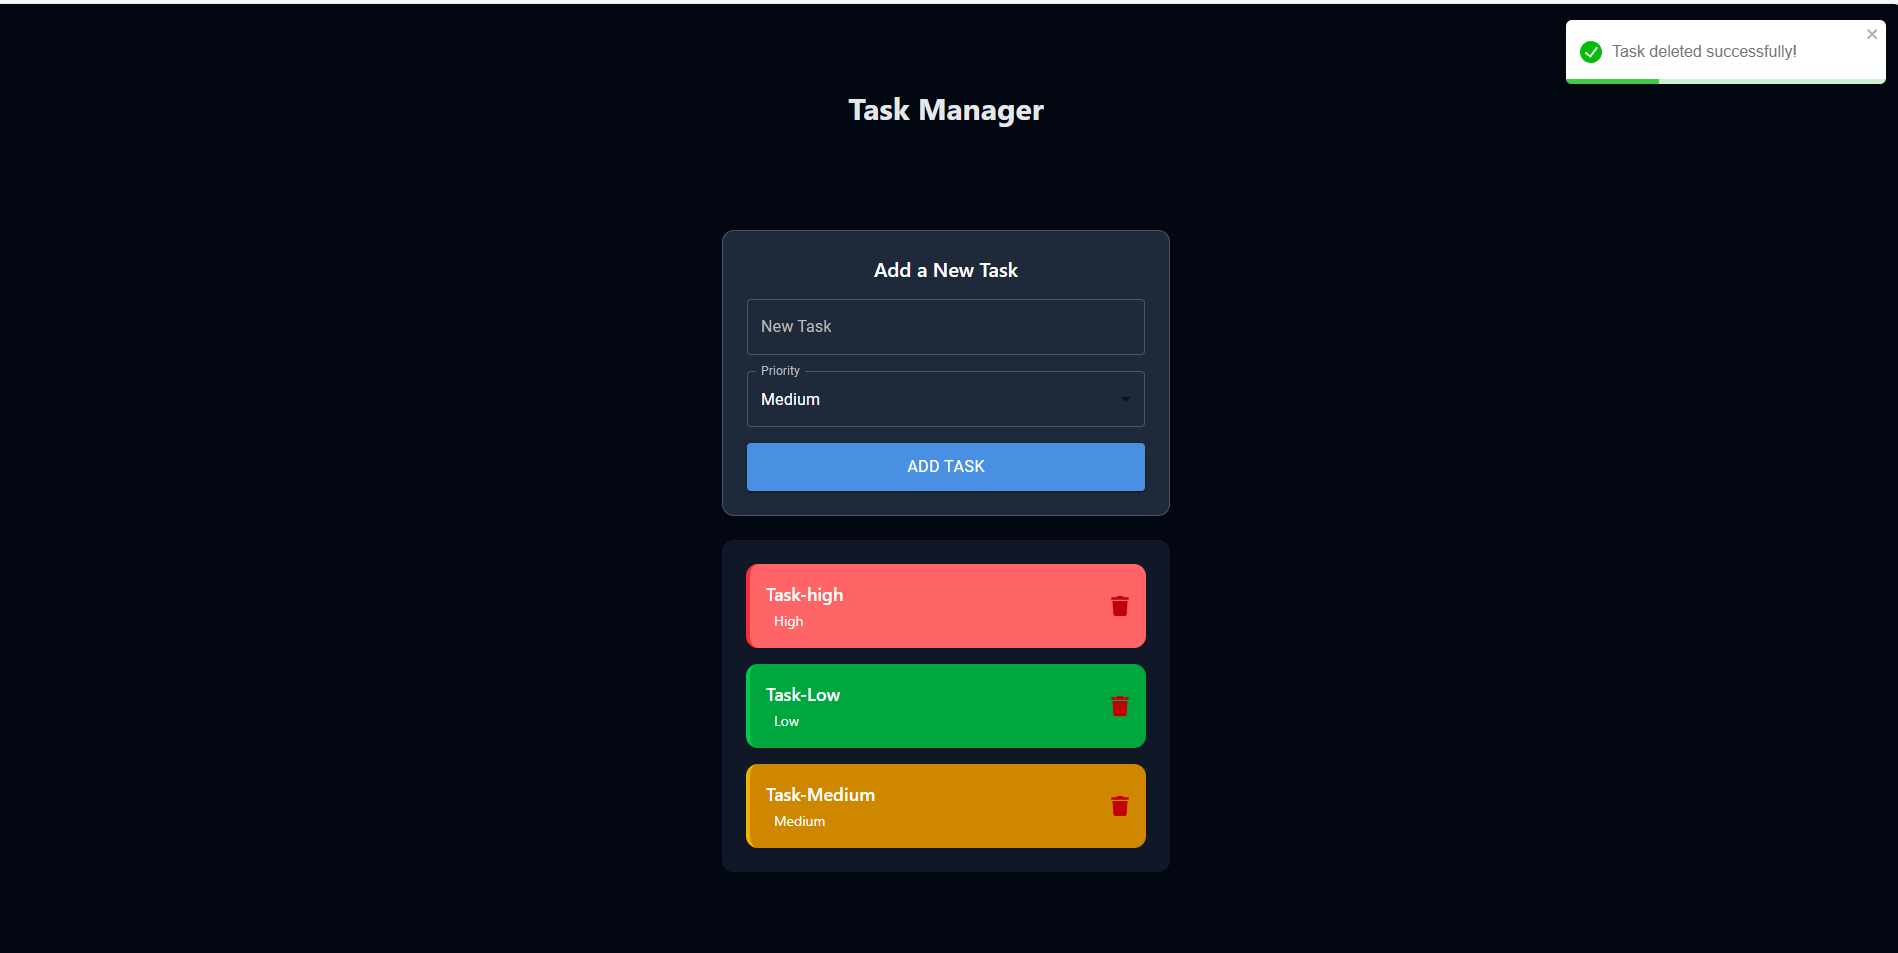 Task deleted successfully!
Task Manager
Add a New Task
New Task
Priority
Medium
ADD TASK
Task-high
High
Task-Low
Low
Task-Medium
Medium